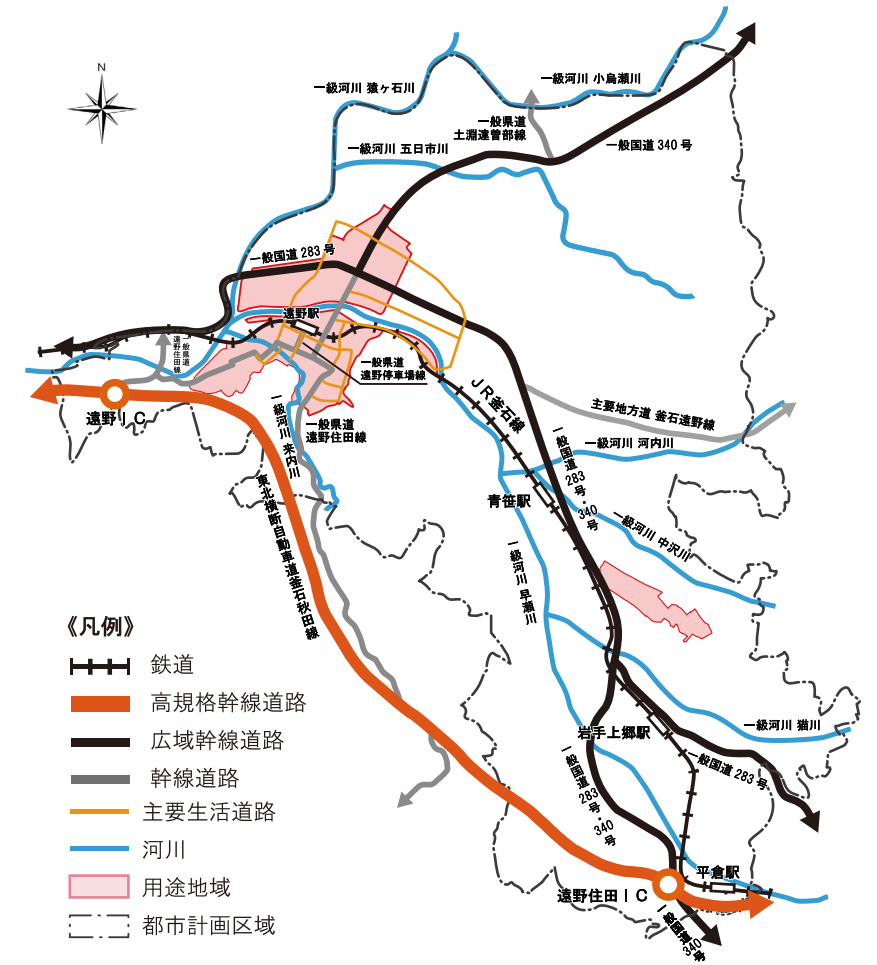 N
一級河川 猿ヶ石川
一級河川 小烏瀬川
一般県道
土淵達曽部線
一般国道 340 号
一級河川 五日市川
一般国道 283 号
遠野駅
一般県道
遠野住田線
一般県道
遠野停車場線
遠野ＩＣ
一級河川 来内川
一般県道
遠野住田線
ＪＲ釜石線
主要地方道 釜石遠野線
一般国道 283 号・340 号
一級河川 河内川
東北横断自動車道釜石秋田線
青笹駅
一級河川 中沢川
一級河川 早瀬川
《凡例》
鉄道
高規格幹線道路
広域幹線道路
幹線道路
主要生活道路
河川
用途地域
都市計画区域
岩手上郷駅
一級河川 猫川
一般国道 283 号・340 号
一般国道 283 号
平倉駅
遠野住田ＩＣ
一般国道 340 号